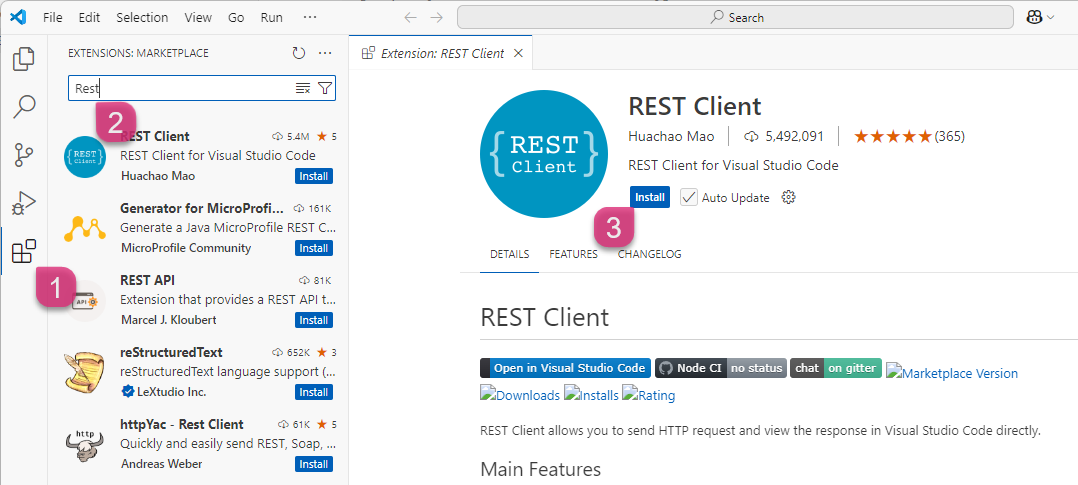 File Edit Selection View Go Run ...
Search
EXTENSIONS: MARKETPLACE
Rest
1
2
REST Client 5.4M ★ 5
REST Client for Visual Studio Code
Huachao Mao Install
{REST Client}
Generator for MicroProfi... 161K
Generate a Java MicroProfile REST C...
MicroProfile Community Install
REST API 81K
API
Extension that provides a REST API t...
Marcel J. Kloubert Install
reStructuredText 652K ★ 3
reStructuredText language support (...
LeXtudio Inc. Install
httpYac - Rest Client 61K ★ 5
http
Quickly and easily send REST, Soap, ...
Andreas Weber Install
Extension: REST Client
{REST
Client}
REST Client
Huachao Mao 5,492,091 ★★★★★(365)
REST Client for Visual Studio Code
Install Auto Update
3
DETAILS FEATURES CHANGELOG
REST Client
Open in Visual Studio Code Node CI no status chat on gitter Marketplace Version
Downloads Installs Rating
REST Client allows you to send HTTP request and view the response in Visual Studio Code directly.
Main Features